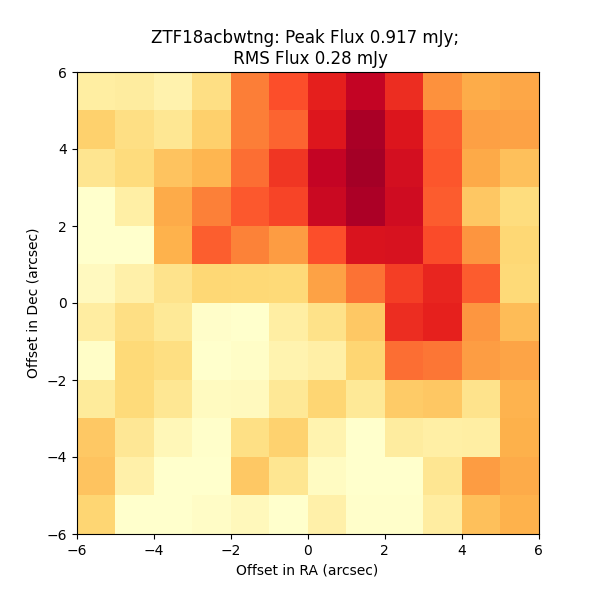 ZTF18acbwtng: Peak Flux 0.917 mJy;
RMS Flux 0.28 mJy
6
4
2
0
−2
−4
−6
Offset in Dec (arcsec)
−6 −4 −2 0 2 4 6
Offset in RA (arcsec)